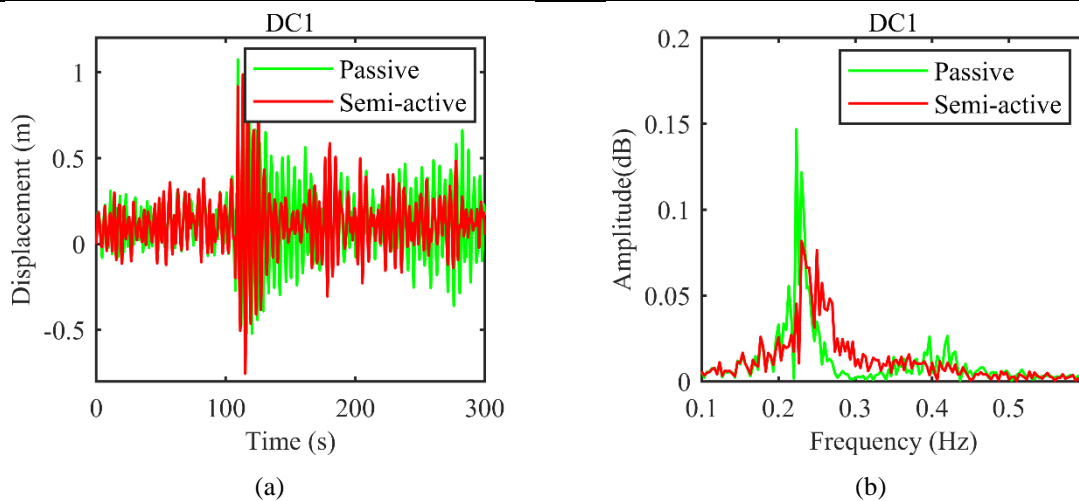 DC1
Passive
Semi-active
Displacement (m)
1
0.5
0
-0.5
0
100
200
300
Time (s)
(a)
DC1
Passive
Semi-active
Amplitude(dB)
0.2
0.15
0.1
0.05
0
0.1
0.2
0.3
0.4
0.5
Frequency (Hz)
(b)